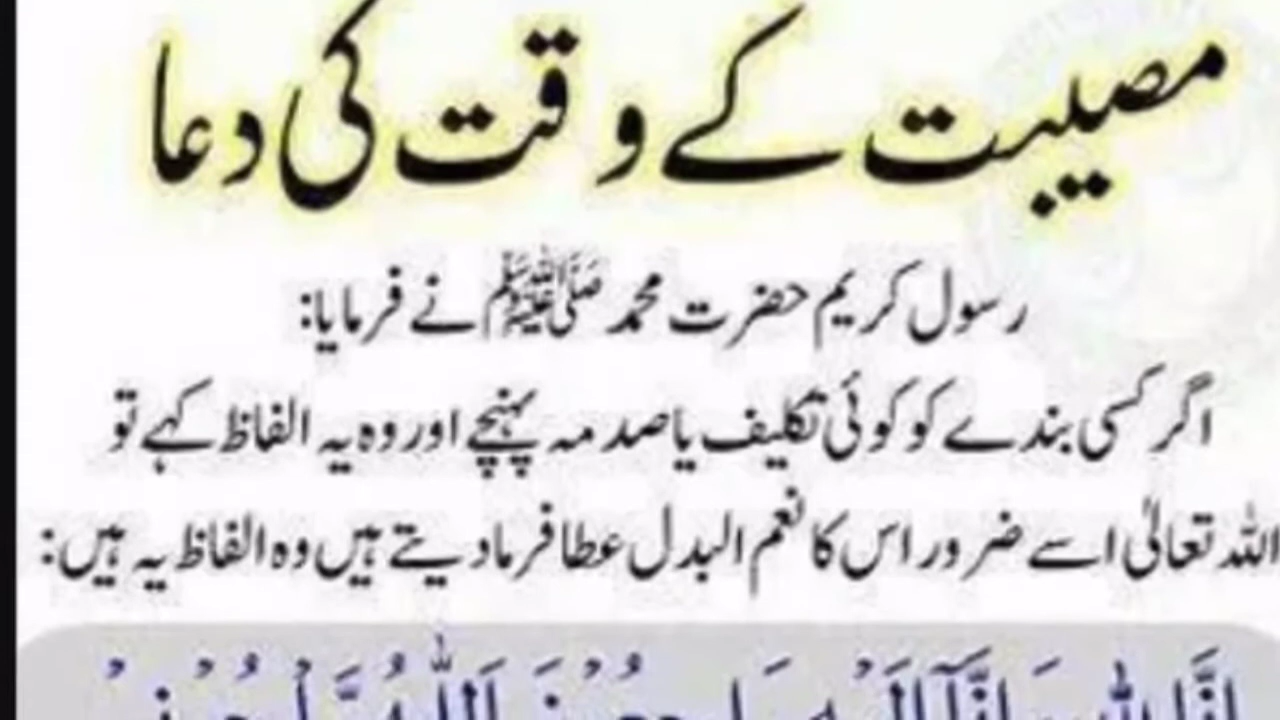 مصیبت کے وقت کی دعا
رسول کریم حضرت محمد ﷺ نے فرمایا:
اگر کسی بندے کو کوئی تکلیف یا صدمہ پہنچے اور وہ یہ الفاظ کہے تو
اللہ تعالیٰ اسے ضرور اس کا نعم البدل عطا فرما دیتے ہیں وہ الفاظ یہ ہیں: